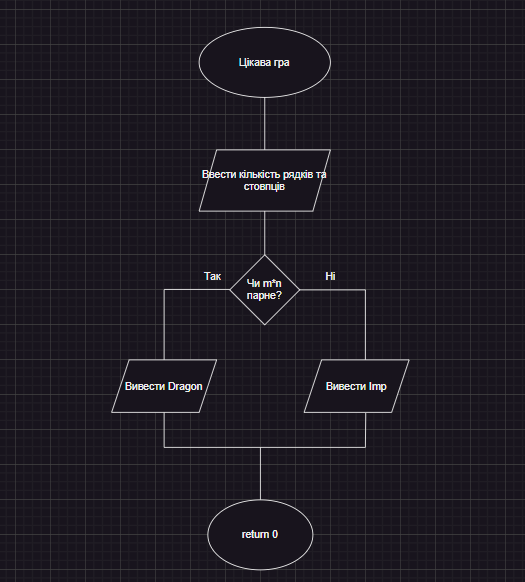 Цікава гра
Ввести кількість рядків та
стовпців
Так
Ні
Чи m*n
парне?
Вивести Dragon
Вивести Imp
return 0